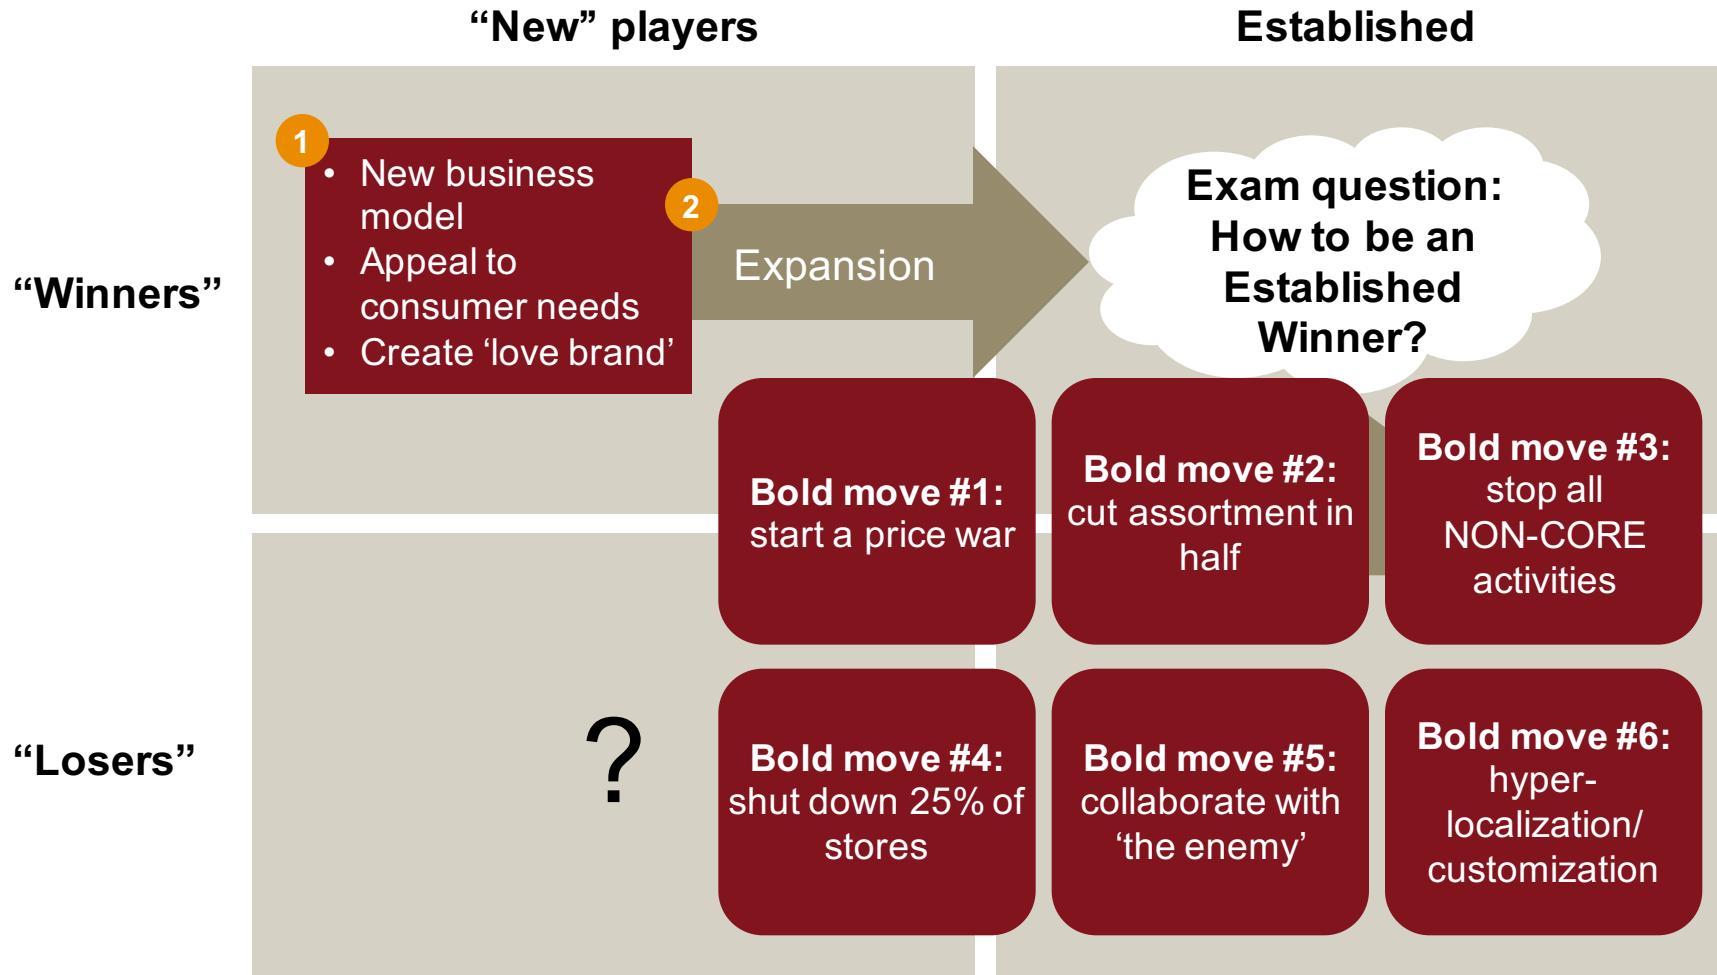 “New” players
Established
“Winners”
1
• New business
model
• Appeal to
consumer needs
• Create ‘love brand’
2
Expansion
Exam question:
How to be an
Established
Winner?
Bold move #1:
start a price war
Bold move #2:
cut assortment in
half
Bold move #3:
stop all
NON-CORE
activities
“Losers”
?
Bold move #4:
shut down 25% of
stores
Bold move #5:
collaborate with
‘the enemy’
Bold move #6:
hyper-
localization/
customization